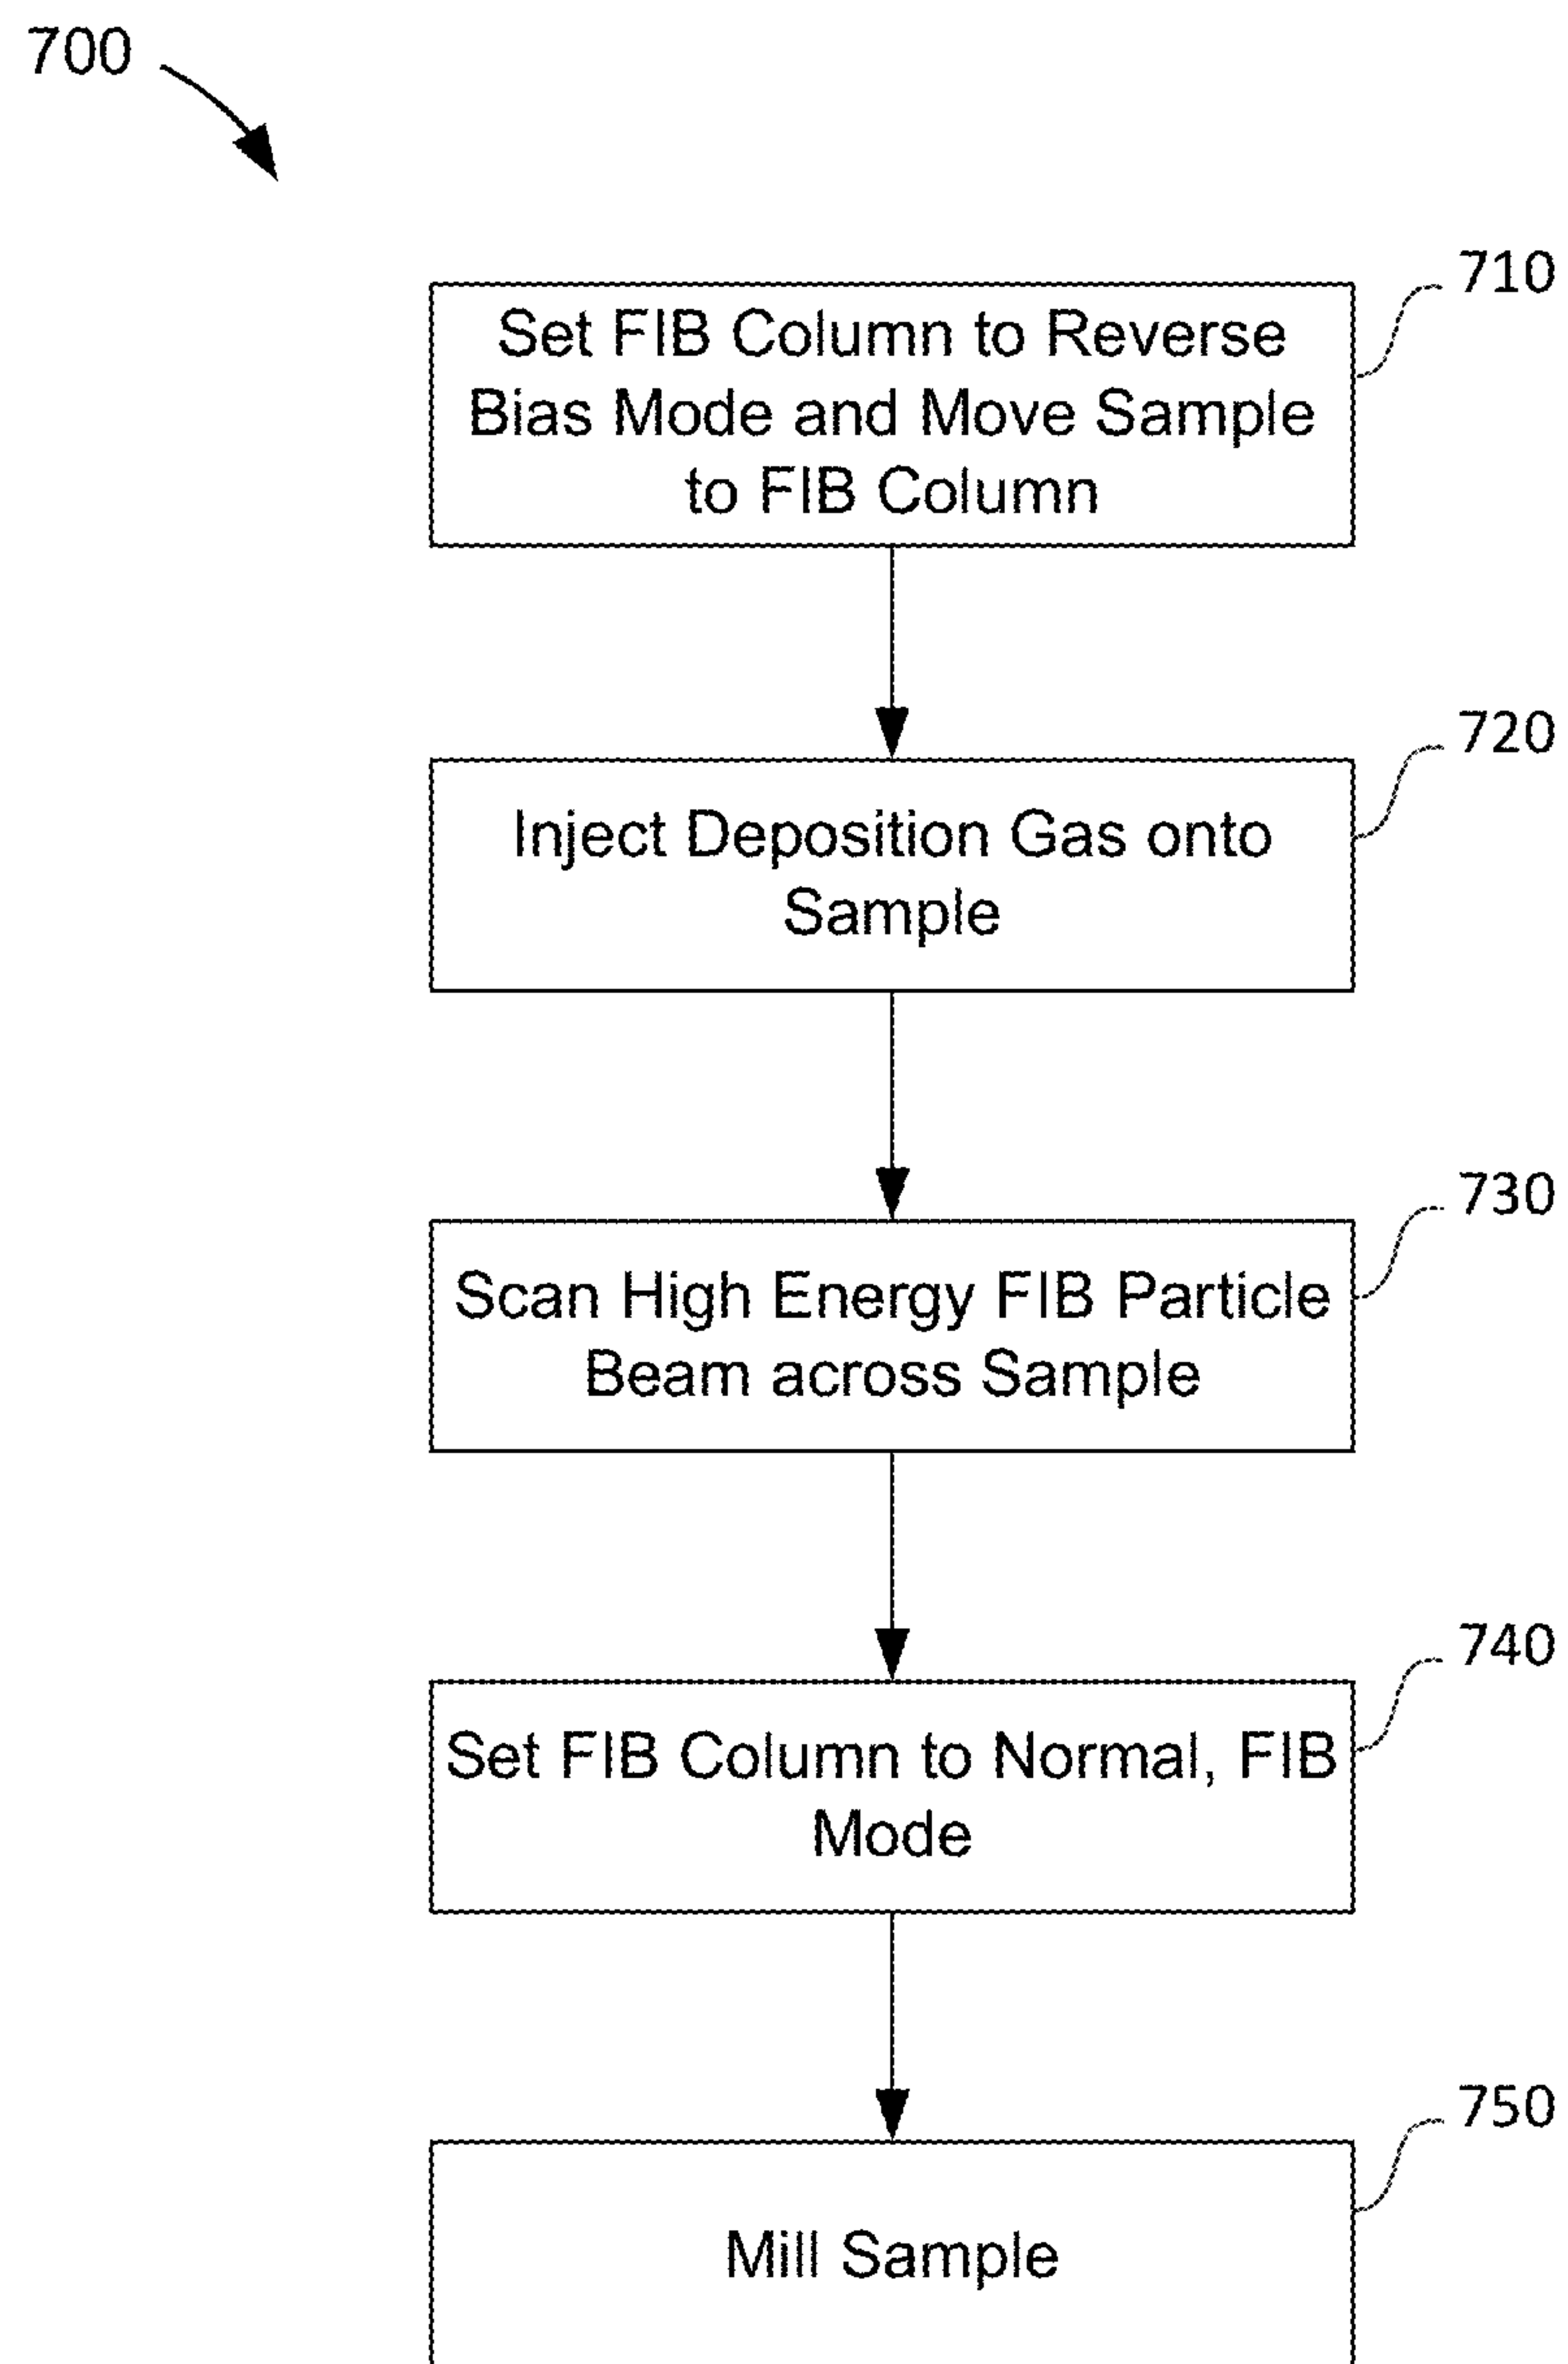 700
710
Set FIB Column to Reverse
Bias Mode and Move Sample
to FIB Column
720
Inject Deposition Gas onto
Sample
730
Scan High Energy FIB Particle
Beam across Sample
740
Set FIB Column to Normal, FIB
Mode
750
Mill Sample